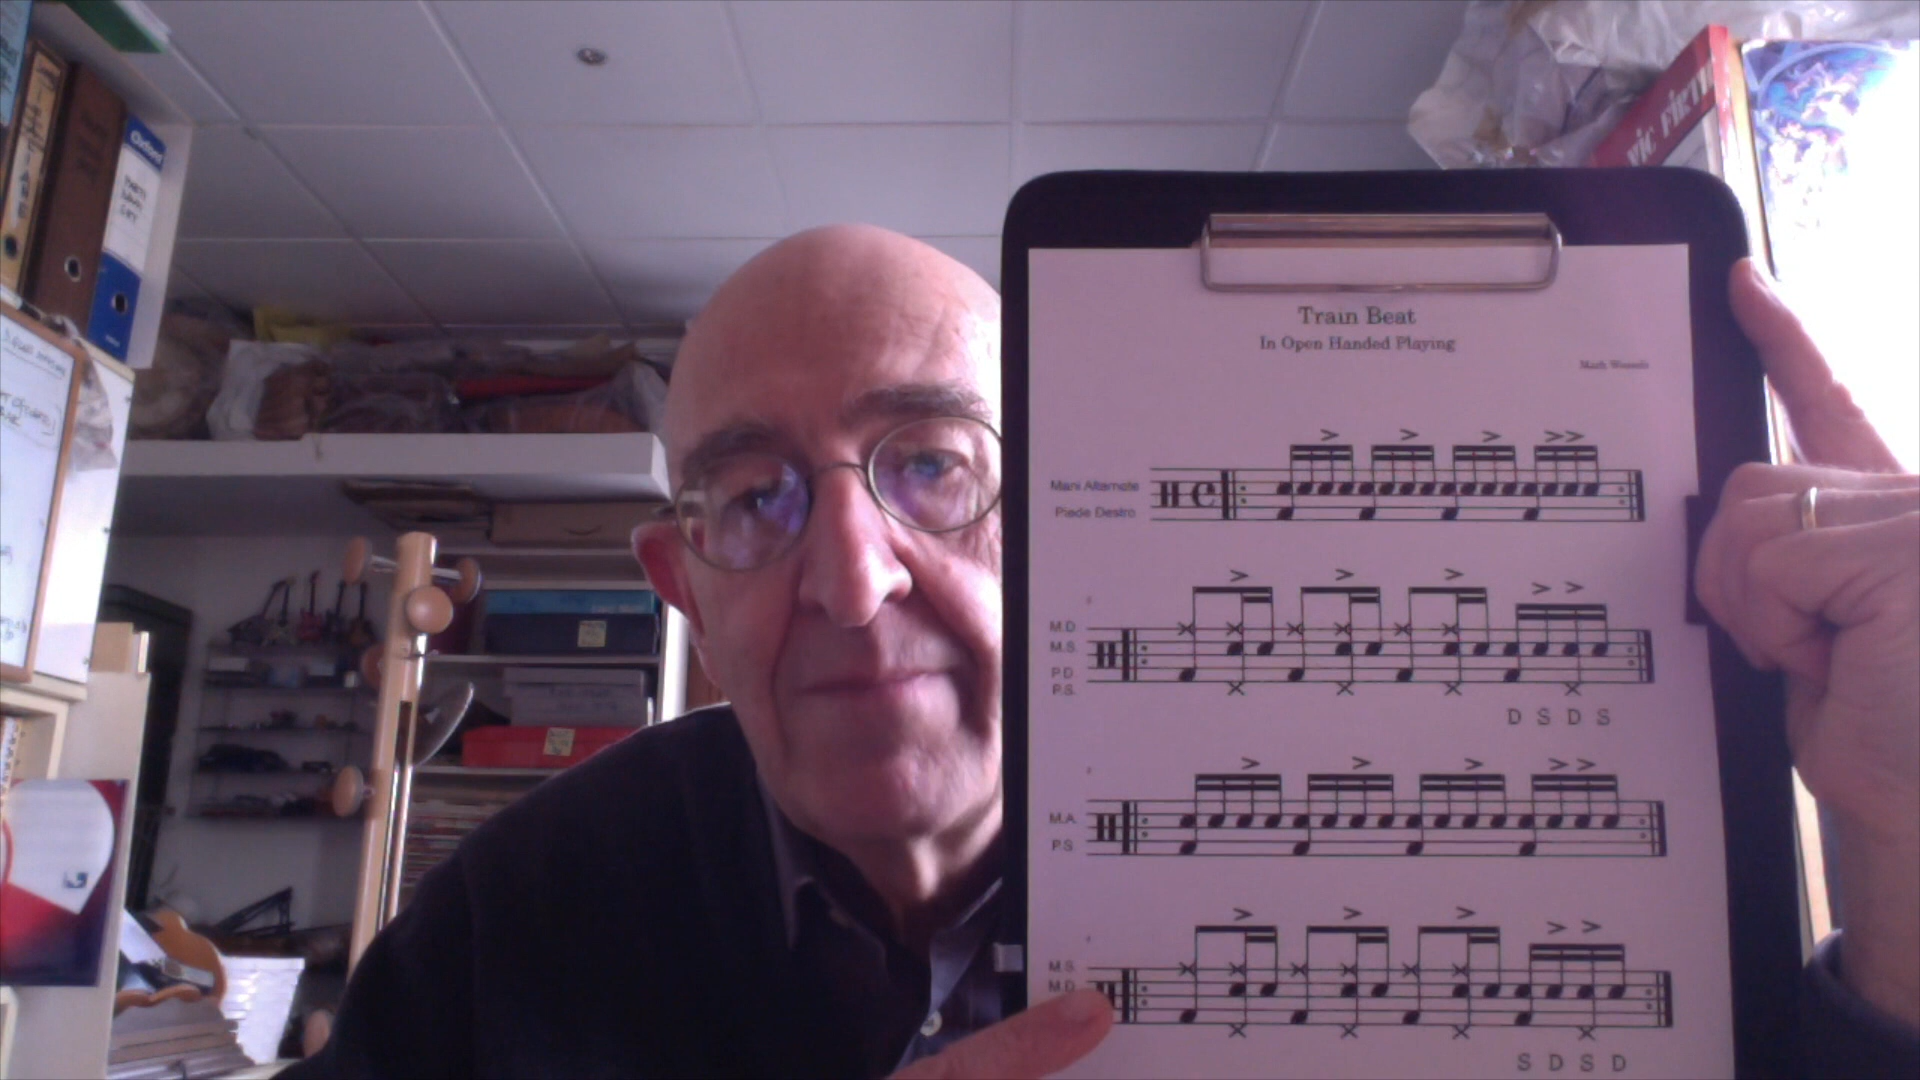 Oxford
VIC FIRTH
Train Beat
In Open Handed Playing
Mani Alternate
Piede Destro
M.D.
M.S.
P.D.
P.S.
D S D S
M.A.
P.S.
M.S.
M.D.
S D S D